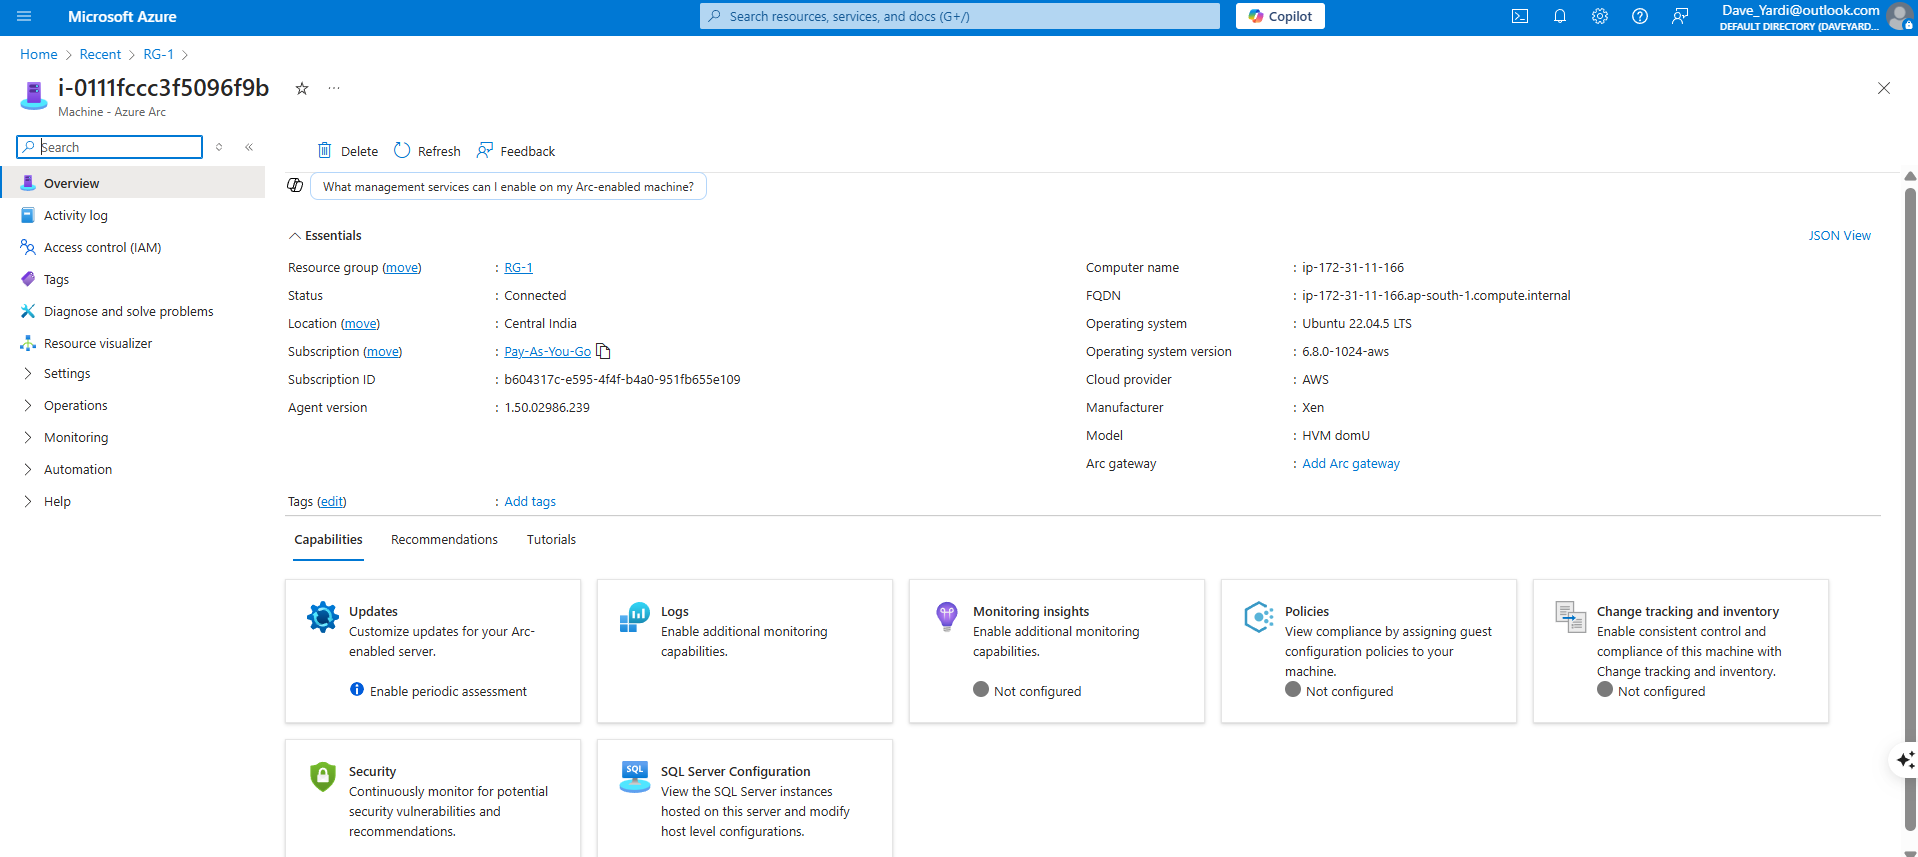 Microsoft Azure
Search resources, services, and docs (G+/)
Copilot
Dave_Yardi@outlook.com
DEFAULT DIRECTORY (DAVEYARD...
Home > Recent > RG-1 >
i-0111fccc3f5096f9b
Machine - Azure Arc
Search
Delete
Refresh
Feedback
What management services can I enable on my Arc-enabled machine?
Overview
Activity log
Access control (IAM)
Tags
Diagnose and solve problems
Resource visualizer
Settings
Operations
Monitoring
Automation
Help
Essentials
JSON View
Resource group (move) : RG-1
Status : Connected
Location (move) : Central India
Subscription (move) : Pay-As-You-Go
Subscription ID : b604317c-e595-4f4f-b4a0-951fb655e109
Agent version : 1.50.02986.239
Computer name : ip-172-31-11-166
FQDN : ip-172-31-11-166.ap-south-1.compute.internal
Operating system : Ubuntu 22.04.5 LTS
Operating system version : 6.8.0-1024-aws
Cloud provider : AWS
Manufacturer : Xen
Model : HVM domU
Arc gateway : Add Arc gateway
Tags (edit) : Add tags
Capabilities
Recommendations
Tutorials
Updates
Customize updates for your Arc-
enabled server.
Enable periodic assessment
Logs
Enable additional monitoring
capabilities.
Monitoring insights
Enable additional monitoring
capabilities.
Not configured
Policies
View compliance by assigning guest
configuration policies to your
machine.
Not configured
Change tracking and inventory
Enable consistent control and
compliance of this machine with
Change tracking and inventory.
Not configured
Security
Continuously monitor for potential
security vulnerabilities and
recommendations.
SQL
SQL Server Configuration
View the SQL Server instances
hosted on this server and modify
host level configurations.